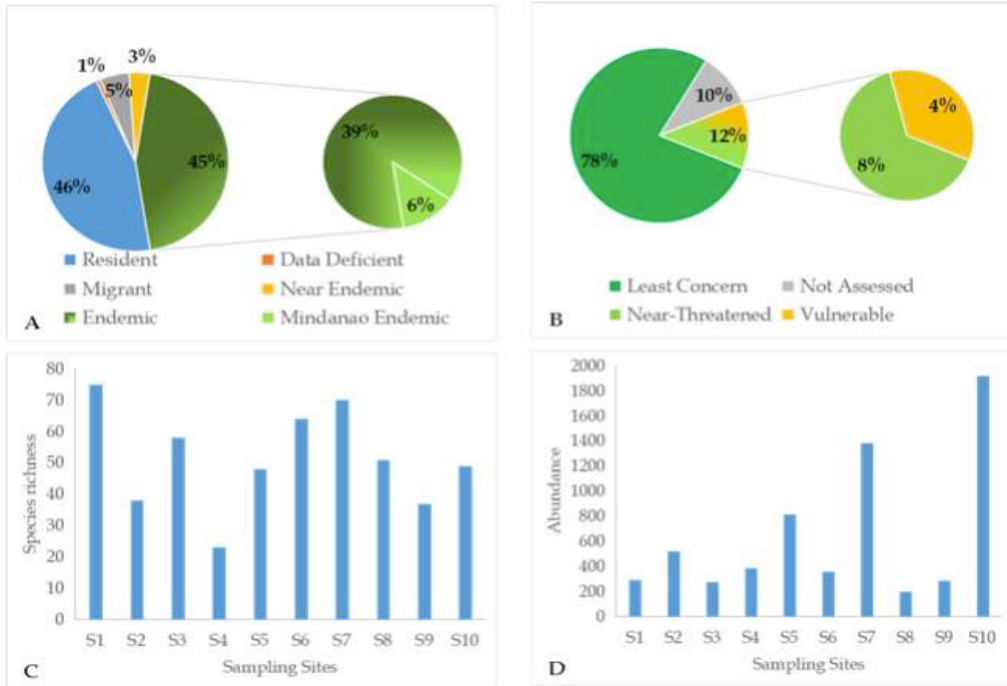 3%
1%
5%
39%
45%
46%
6%
Resident
Data Deficient
Migrant
Near Endemic
Endemic
Mindanao Endemic
A
10%
4%
12%
78%
8%
Least Concern
Not Assessed
Near-Threatened
Vulnerable
B
80
70
60
50
40
30
20
10
0
Species richness
S1 S2 S3 S4 S5 S6 S7 S8 S9 S10
Sampling Sites
C
2000
1800
1600
1400
1200
1000
800
600
400
200
0
Abundance
S1 S2 S3 S4 S5 S6 S7 S8 S9 S10
Sampling Sites
D